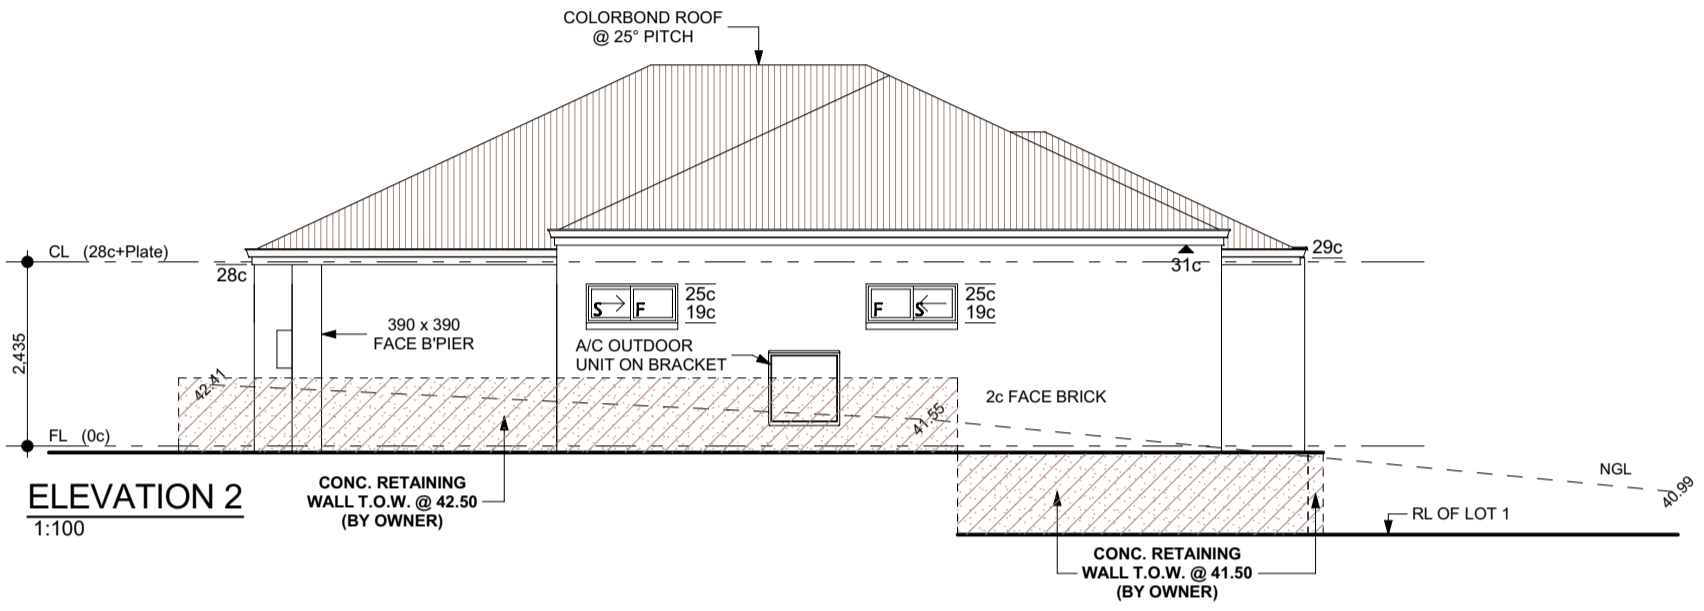 COLORBOND ROOF
@ 25° PITCH
CL (28c+Plate)
28c
29c
31c
S
F
25c
19c
F
S
25c
19c
390 x 390
FACE B'PIER
A/C OUTDOOR
UNIT ON BRACKET
2,435
42.41
41.55
2c FACE BRICK
FL (0c)
NGL
40.99
ELEVATION 2
1:100
CONC. RETAINING
WALL T.O.W. @ 42.50
(BY OWNER)
RL OF LOT 1
CONC. RETAINING
WALL T.O.W. @ 41.50
(BY OWNER)